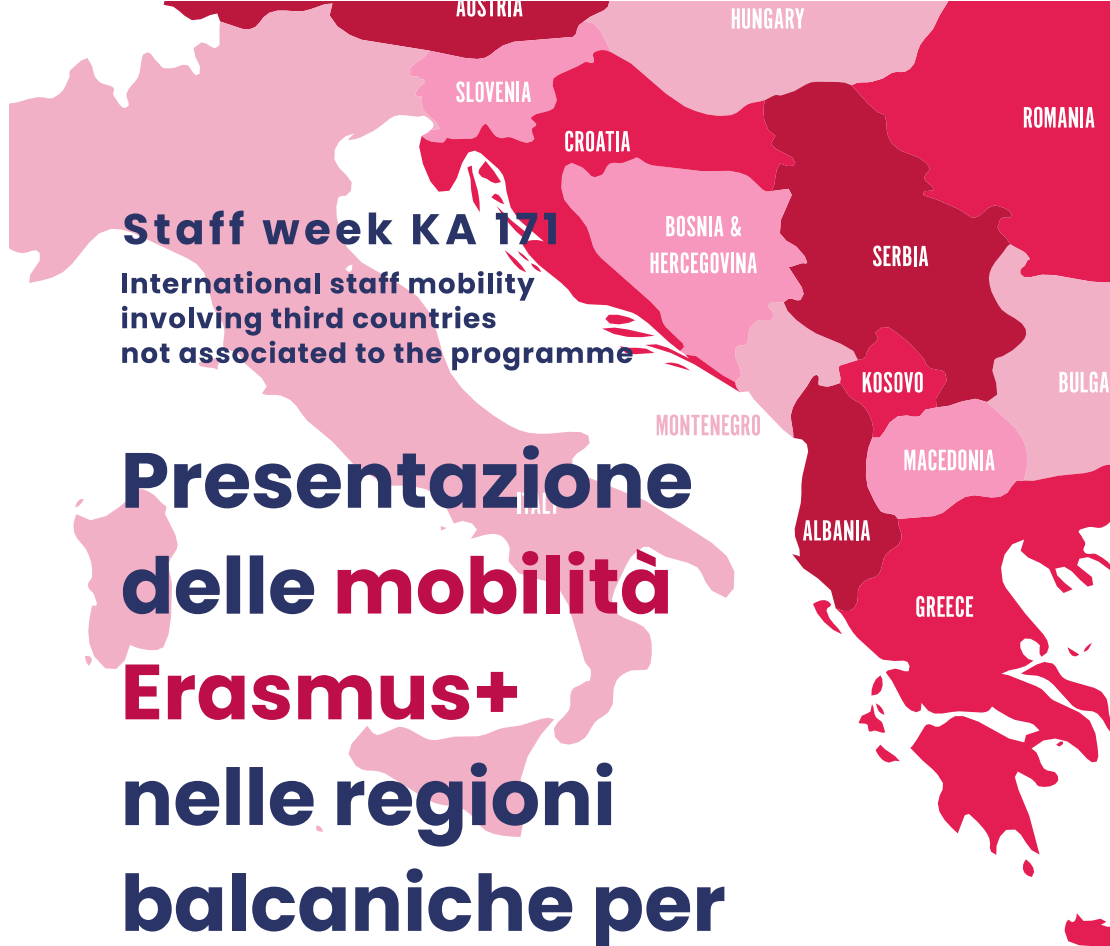 AUSTRIA
HUNGARY
SLOVENIA
ROMANIA
CROATIA
Staff week KA 171
BOSNIA &
HERCEGOVINA
SERBIA
International staff mobility
involving third countries
not associated to the programme
KOSOVO
BULGA
MONTENEGRO
Presentazione
MACEDONIA
ITALY
ALBANIA
delle mobilità
GREECE
Erasmus+
nelle regioni
balcaniche per